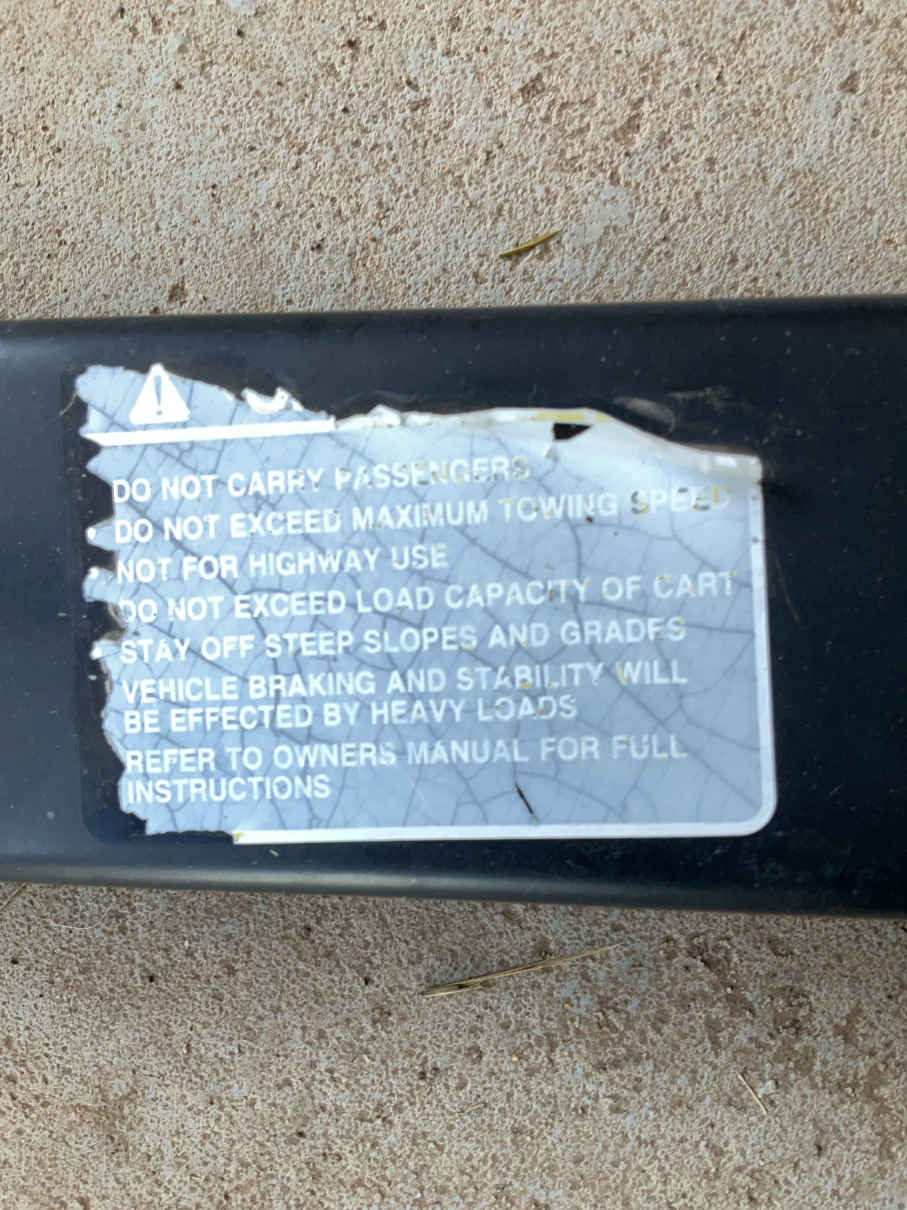 DO NOT CARRY PASSENGERS
• DO NOT EXCEED MAXIMUM TOWING SPEED
• NOT FOR HIGHWAY USE
DO NOT EXCEED LOAD CAPACITY OF CART
• STAY OFF STEEP SLOPES AND GRADES
VEHICLE BRAKING AND STABILITY WILL
BE EFFECTED BY HEAVY LOADS
REFER TO OWNERS MANUAL FOR FULL
INSTRUCTIONS